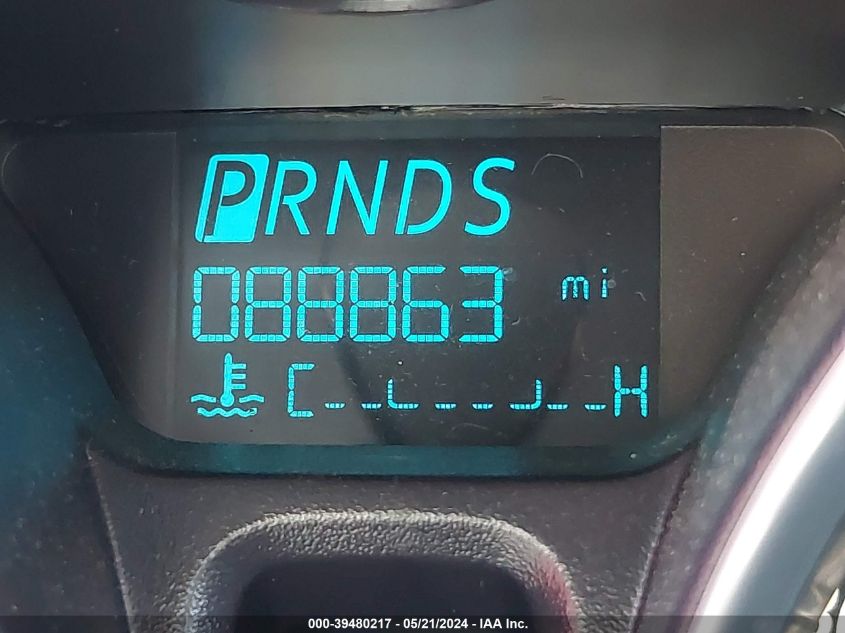 PRNDS
088863 mi
C H
000-39480217 - 05/21/2024 - IAA Inc.